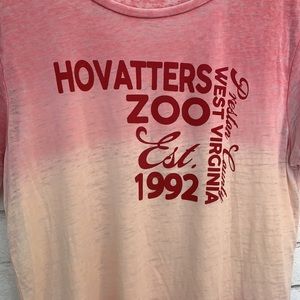 HOVATTERS
ZOO
Est.
1992
WEST VIRGINIA
Preston County